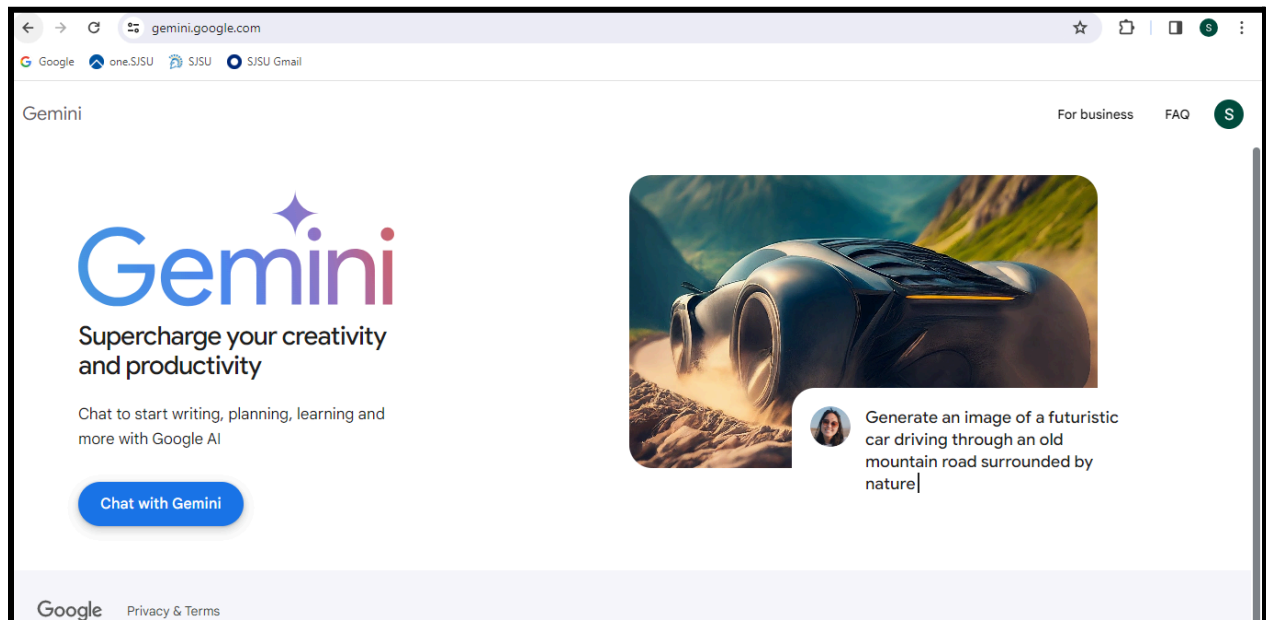 gemini.google.com
S
Google one.SJSU SJSU SJSU Gmail
Gemini
For business FAQ S
Gemini
Supercharge your creativity
and productivity
Chat to start writing, planning, learning and
more with Google AI
Chat with Gemini
Generate an image of a futuristic
car driving through an old
mountain road surrounded by
nature
Google Privacy & Terms